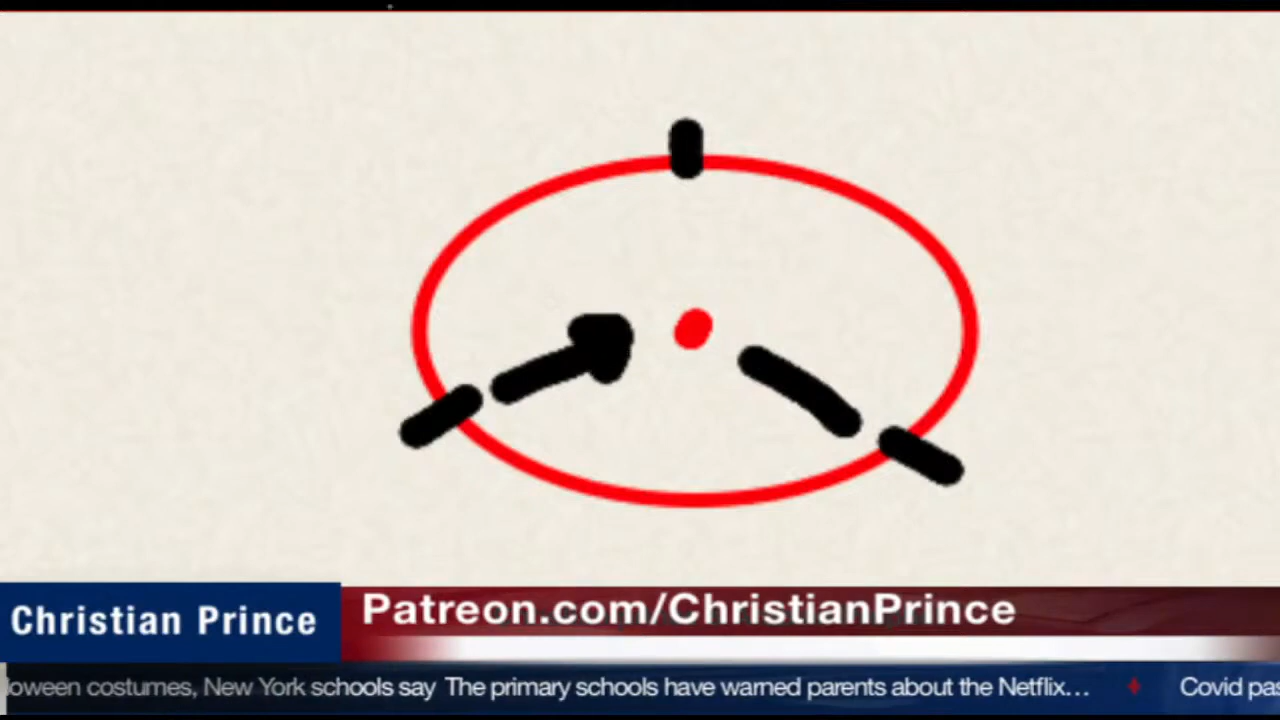 Christian Prince
Patreon.com/ChristianPrince
loween costumes, New York schools say The primary schools have warned parents about the Netflix... Covid pas